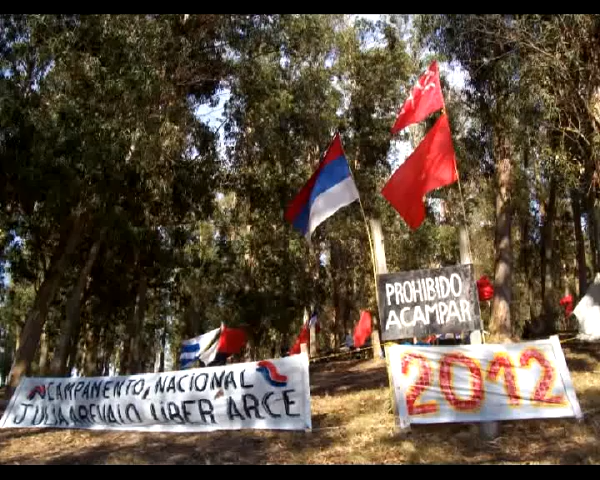 PROHIBIDO
ACAMPAR
CAMPAMENTO, NACIONAL
JULIA AREVALO LIBER ARCE
2012